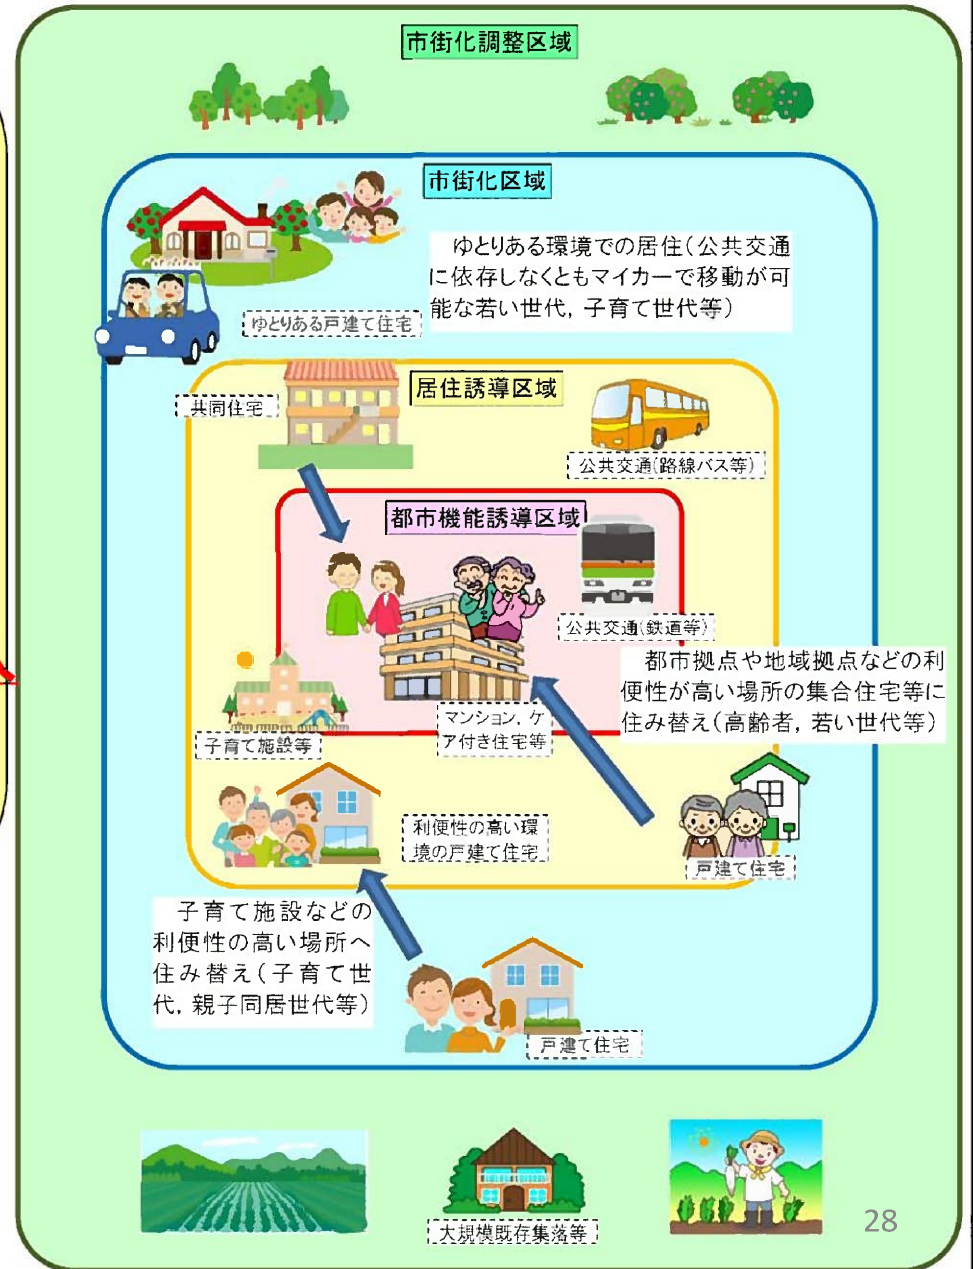 市街化調整区域
市街化区域
ゆとりある環境での居住(公共交通
に依存しなくともマイカーで移動が可
能な若い世代，子育て世代等)
ゆとりある戸建て住宅
居住誘導区域
共同住宅
公共交通(路線バス等)
都市機能誘導区域
公共交通(鉄道等)
都市拠点や地域拠点などの利
便性が高い場所の集合住宅等に
住み替え(高齢者，若い世代等)
マンション，ケ
ア付き住宅等
子育て施設等
利便性の高い環
境の戸建て住宅
戸建て住宅
子育て施設などの
利便性の高い場所へ
住み替え(子育て世
代，親子同居世代等)
戸建て住宅
大規模既存集落等
28